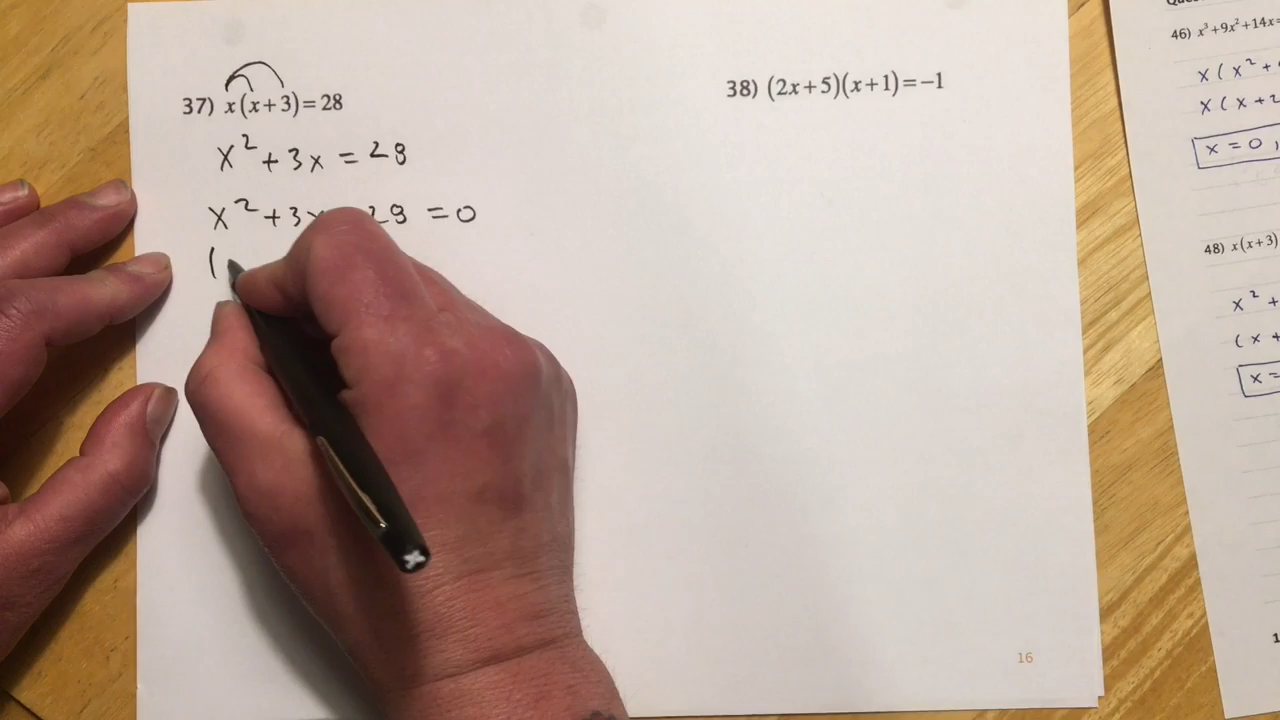 37) x(x+3)=28
x²+3x=28
x²+3x 28 =0
(
38) (2x+5)(x+1)=−1
16
46) x³+9x²+14x=
x(x²+
x(x+2
x=0,
48) x(x+3)
x²+
(x+
x=